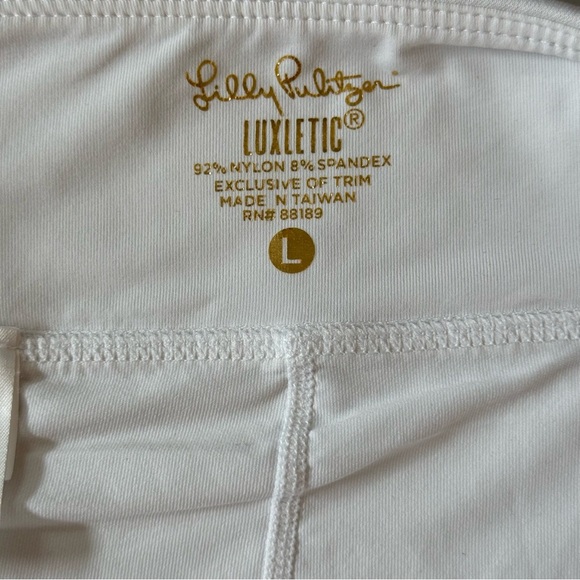 Lilly Pulitzer
LUXLETIC®
92% NYLON 8% SPANDEX
EXCLUSIVE OF TRIM
MADE IN TAIWAN
RN# 88189
L